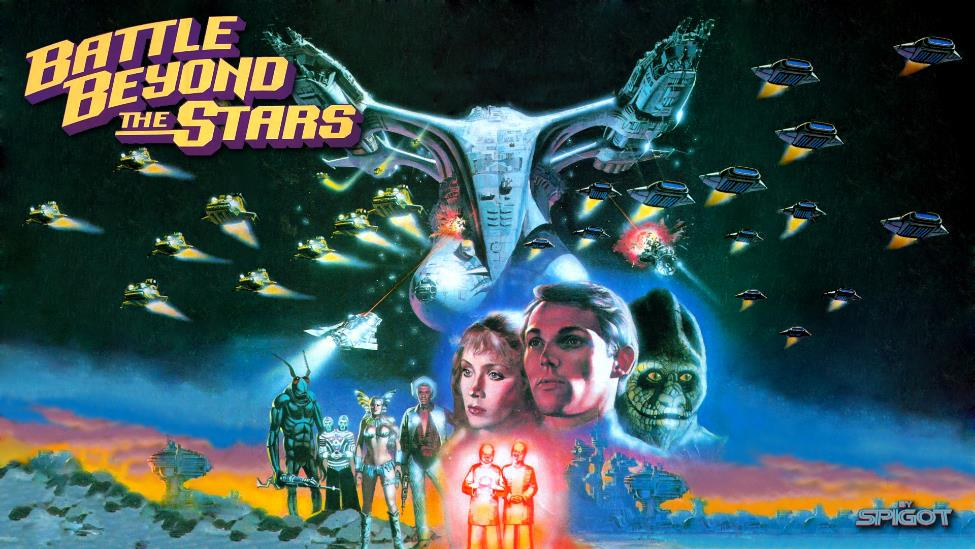 BATTLE
BEYOND
THE STARS
BY
SPIGOT